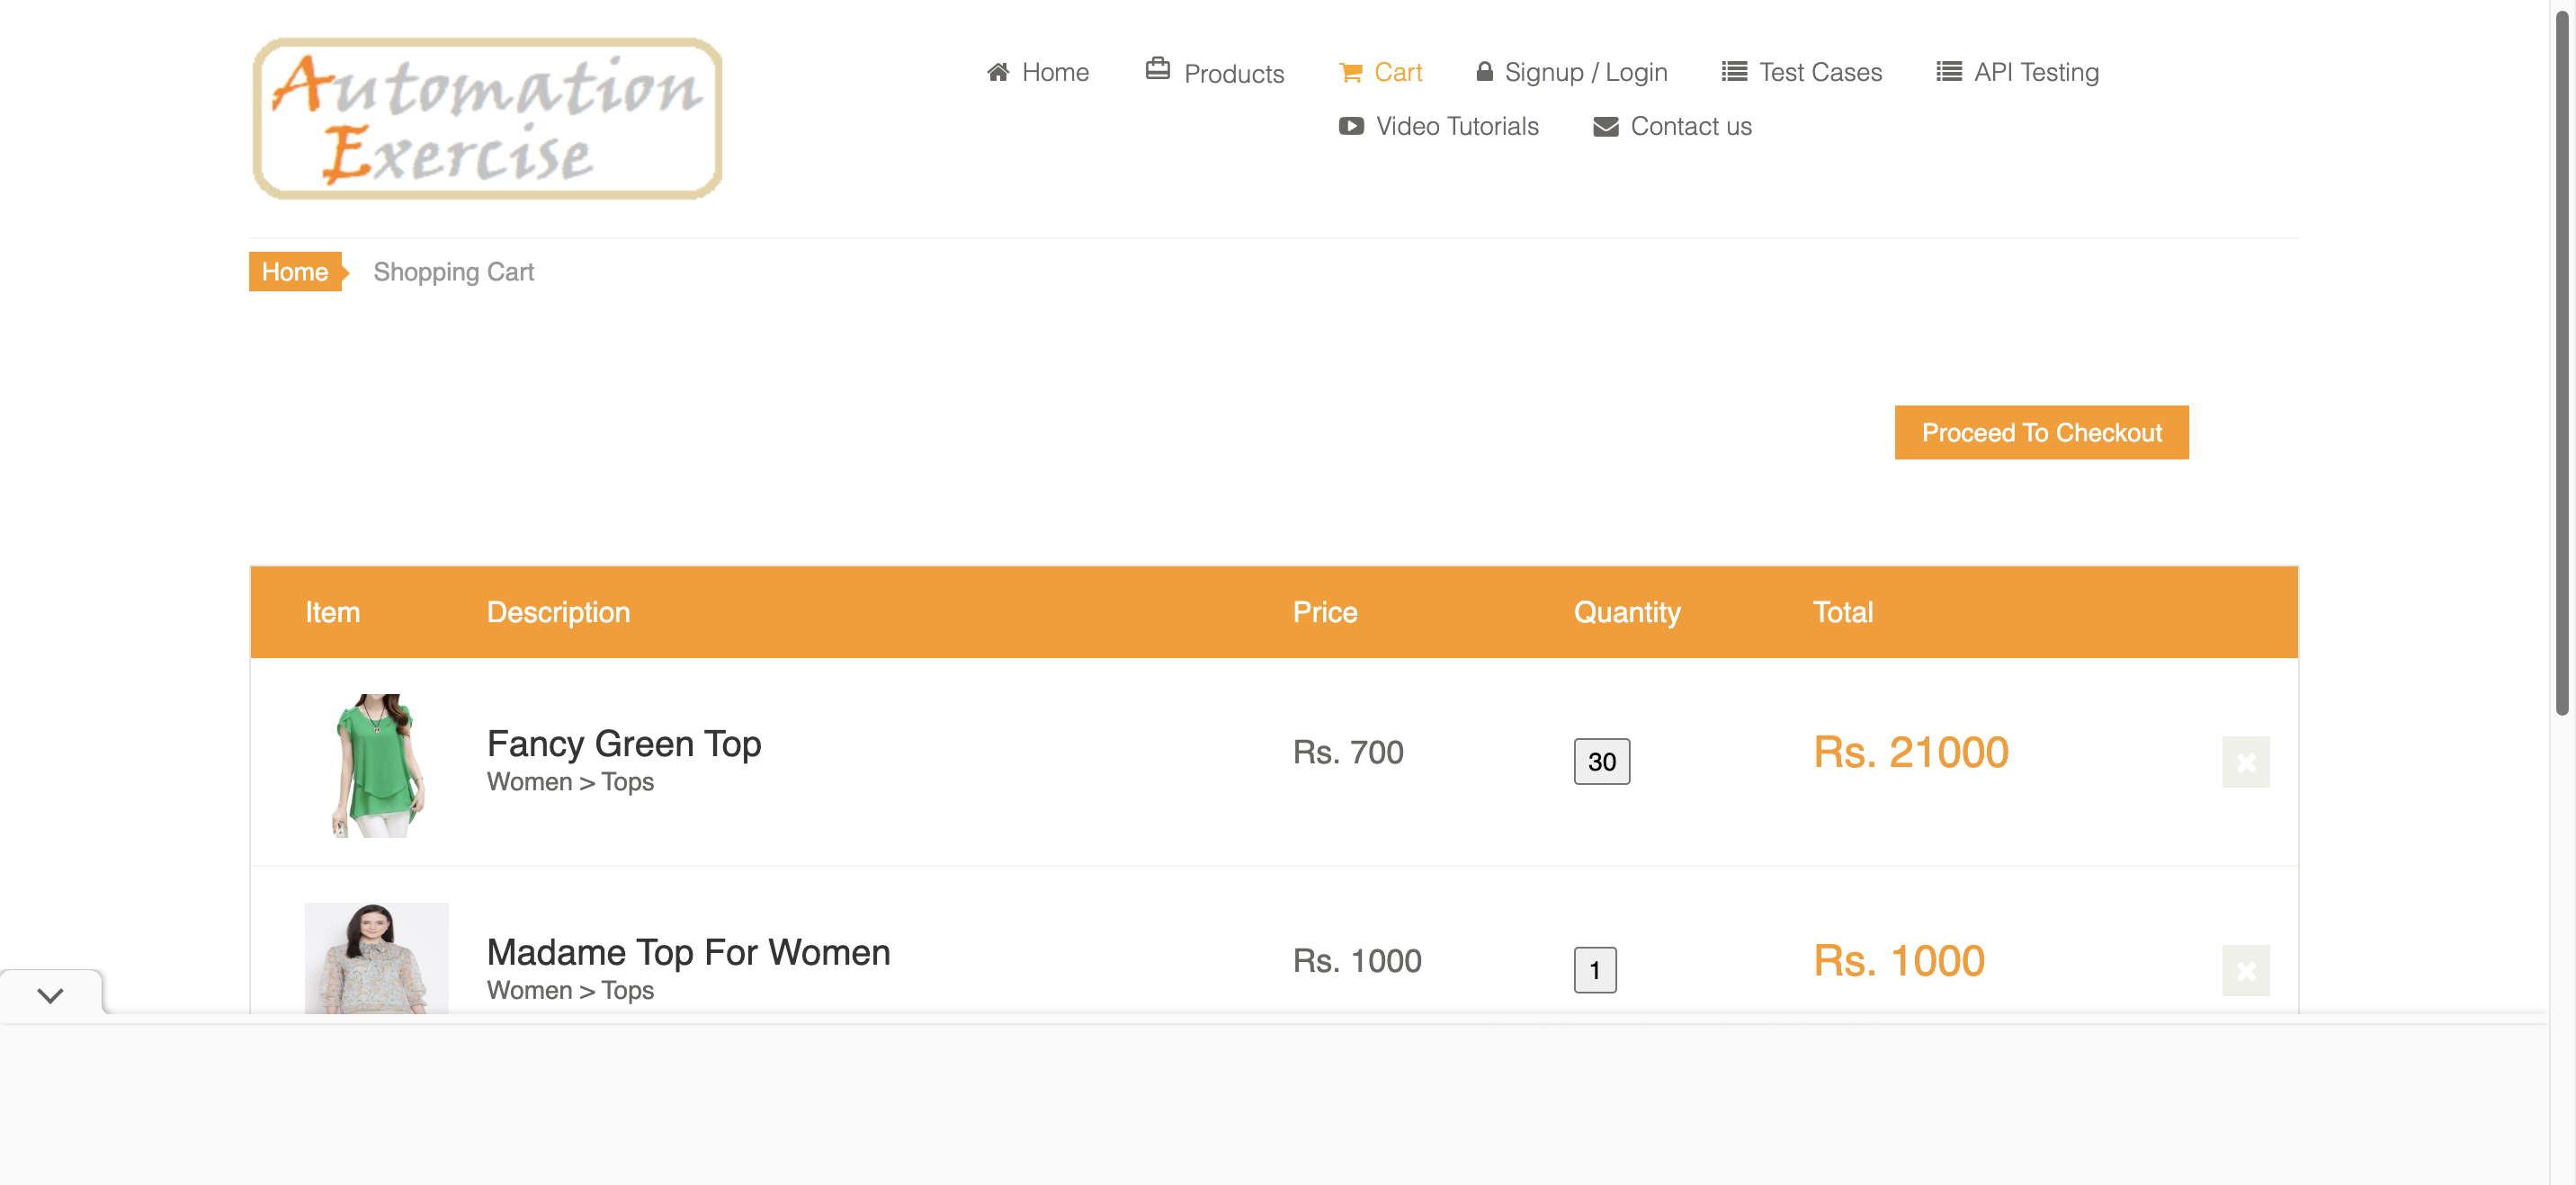 Automation
Exercise
Home
Products
Cart
Signup / Login
Test Cases
API Testing
Video Tutorials
Contact us
Home
Shopping Cart
Proceed To Checkout
Item Description Price Quantity Total
Fancy Green Top
Women > Tops
Rs. 700
30
Rs. 21000
Madame Top For Women
Women > Tops
Rs. 1000
1
Rs. 1000